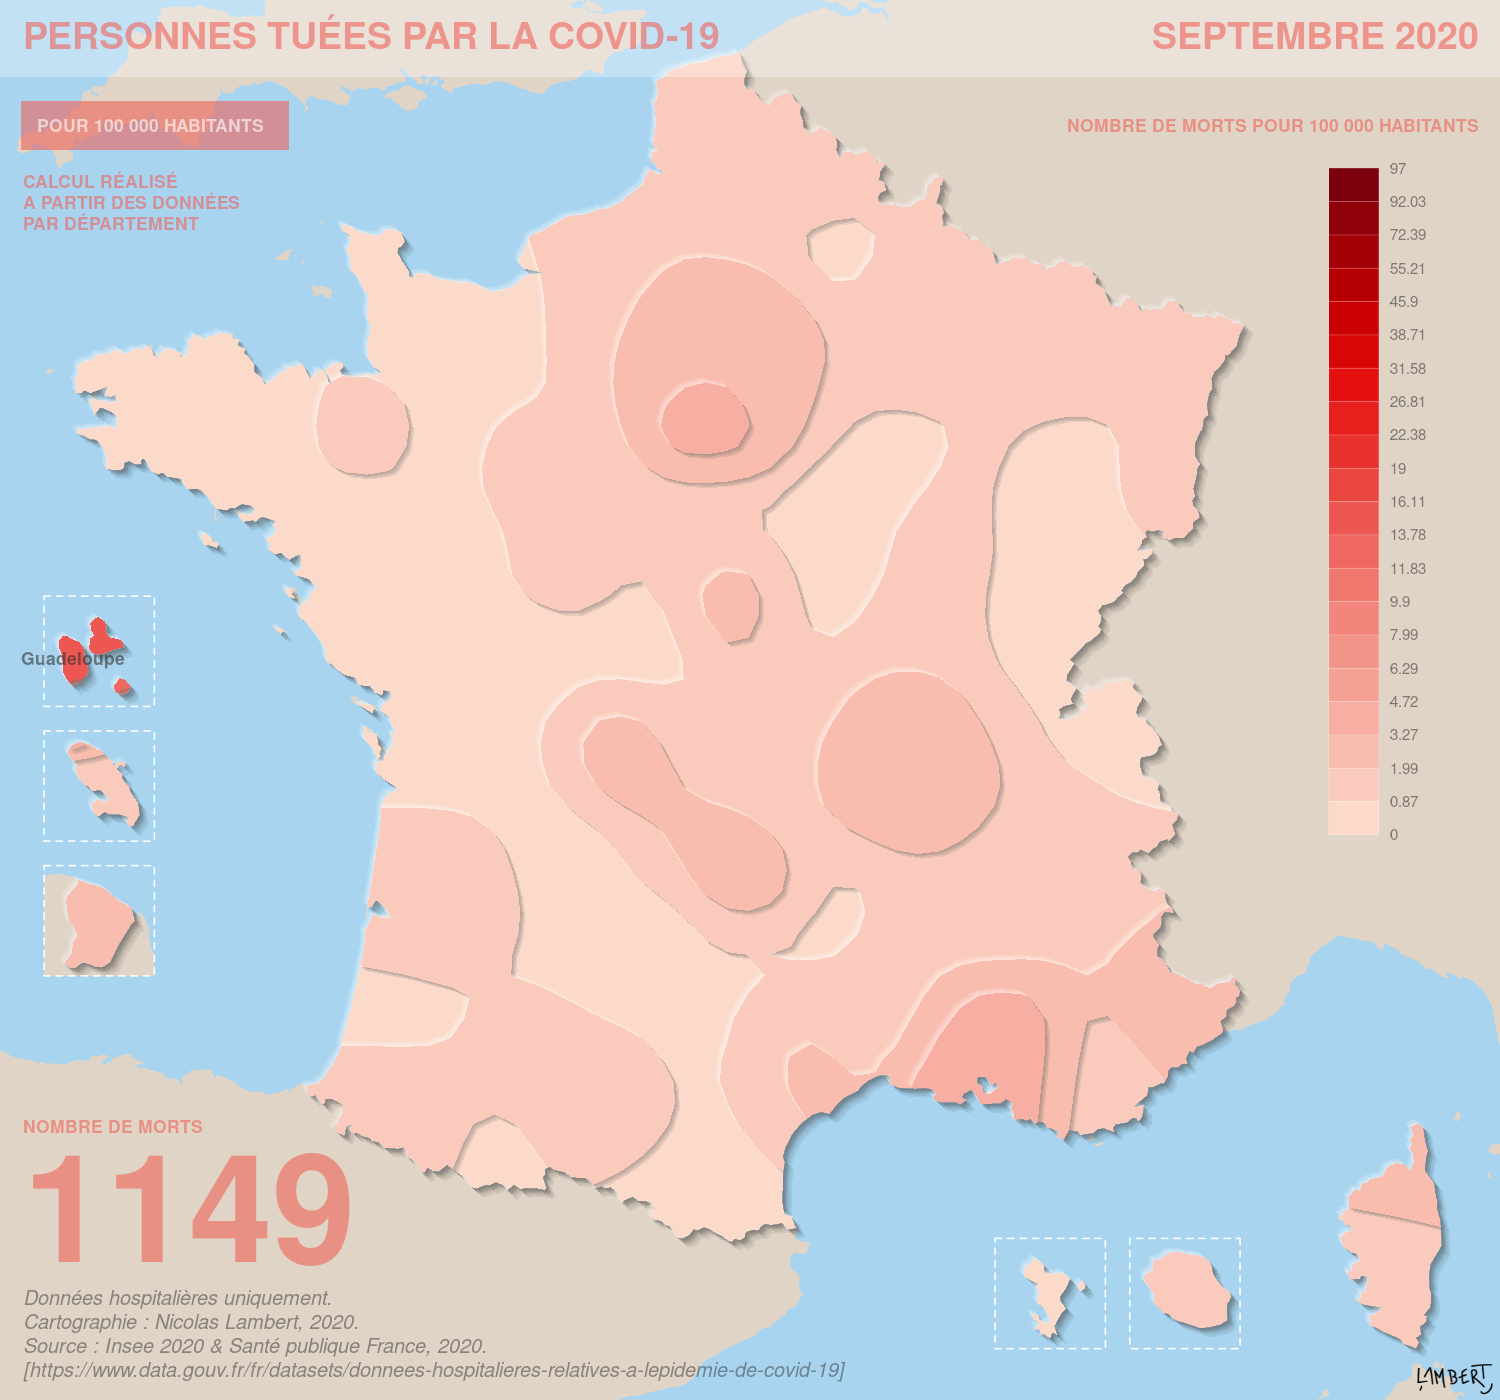 PERSONNES TUÉES PAR LA COVID-19
SEPTEMBRE 2020
POUR 100 000 HABITANTS
CALCUL RÉALISÉ
A PARTIR DES DONNÉES
PAR DÉPARTEMENT
NOMBRE DE MORTS POUR 100 000 HABITANTS
97
92.03
72.39
55.21
45.9
38.71
31.58
26.81
22.38
19
16.11
13.78
11.83
9.9
7.99
6.29
4.72
3.27
1.99
0.87
0
Guadeloupe
NOMBRE DE MORTS
1149
Données hospitalières uniquement.
Cartographie : Nicolas Lambert, 2020.
Source : Insee 2020 & Santé publique France, 2020.
[https://www.data.gouv.fr/fr/datasets/donnees-hospitalieres-relatives-a-lepidemie-de-covid-19]
LAMBERT